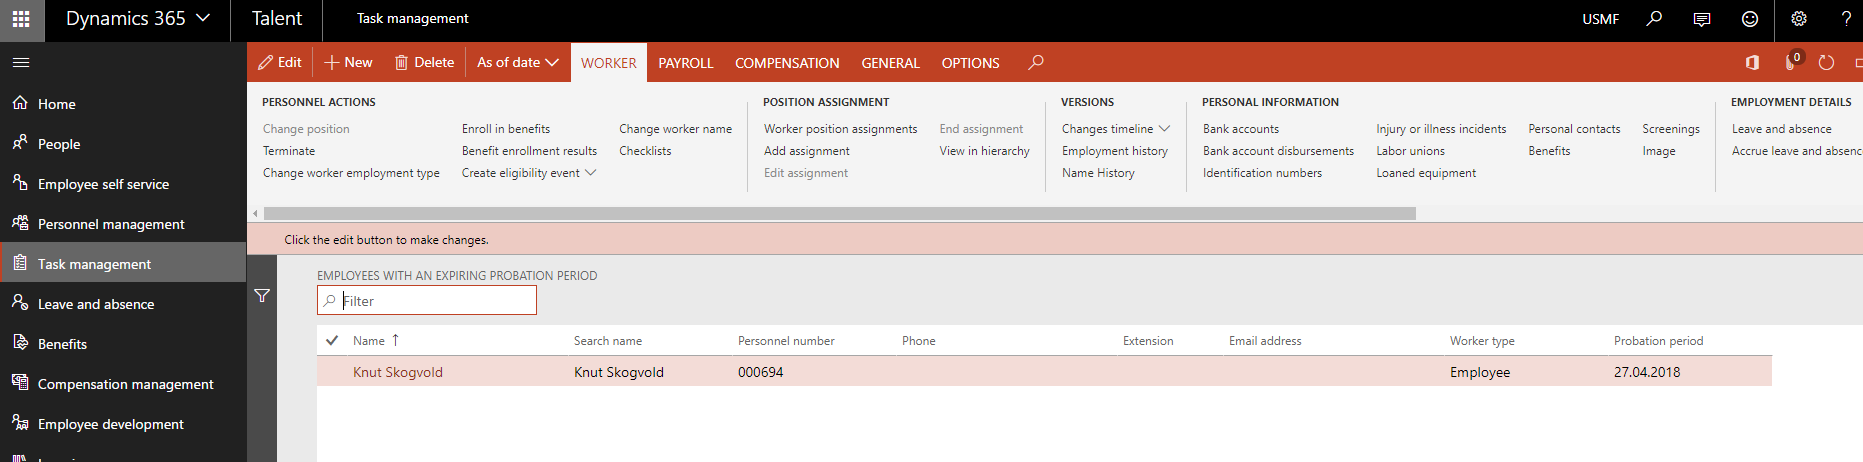 Dynamics 365 Talent Task management USMF ?
Edit New Delete As of date WORKER PAYROLL COMPENSATION GENERAL OPTIONS 0
Home
People
Employee self service
Personnel management
Task management
Leave and absence
Benefits
Compensation management
Employee development
PERSONNEL ACTIONS
Change position Enroll in benefits Change worker name
Terminate Benefit enrollment results Checklists
Change worker employment type Create eligibility event
POSITION ASSIGNMENT
Worker position assignments End assignment
Add assignment View in hierarchy
Edit assignment
VERSIONS
Changes timeline
Employment history
Name History
PERSONAL INFORMATION
Bank accounts Injury or illness incidents Personal contacts Screenings
Bank account disbursements Labor unions Benefits Image
Identification numbers Loaned equipment
EMPLOYMENT DETAILS
Leave and absence
Accrue leave and absenc
Click the edit button to make changes.
EMPLOYEES WITH AN EXPIRING PROBATION PERIOD
Filter
Name Search name Personnel number Phone Extension Email address Worker type Probation period
Knut Skogvold Knut Skogvold 000694 Employee 27.04.2018